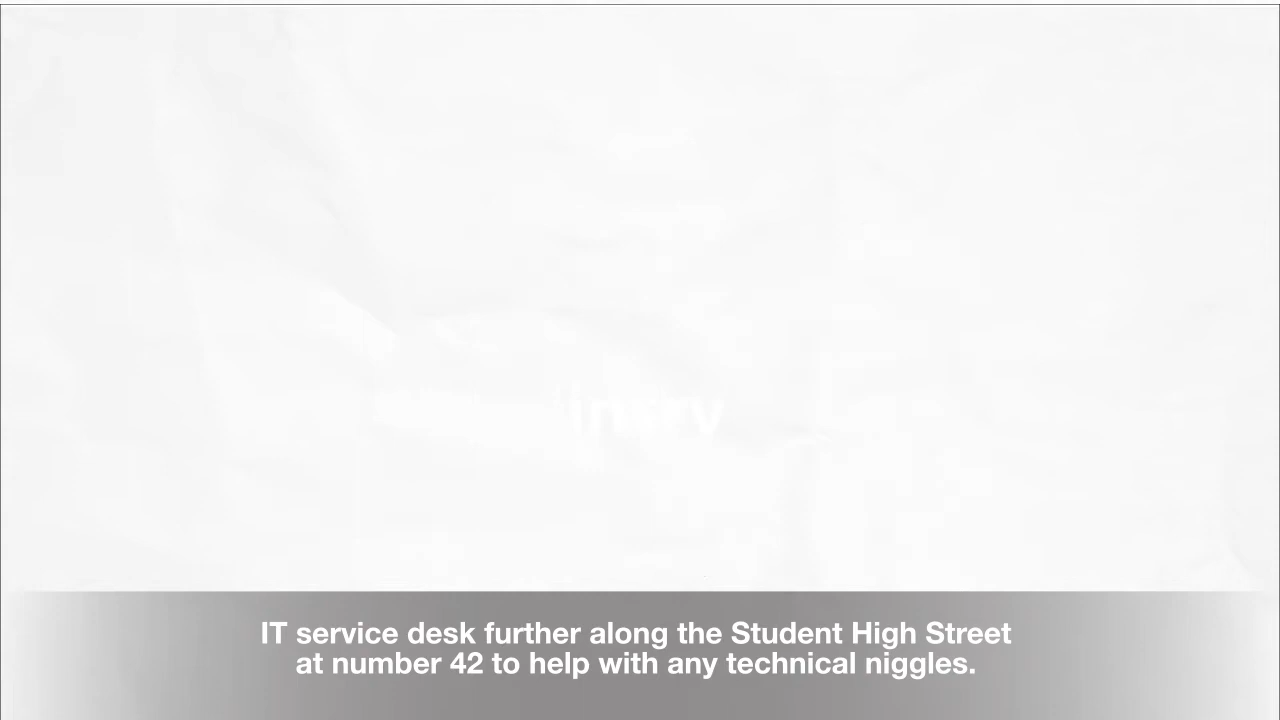 IT service desk further along the Student High Street
at number 42 to help with any technical niggles.